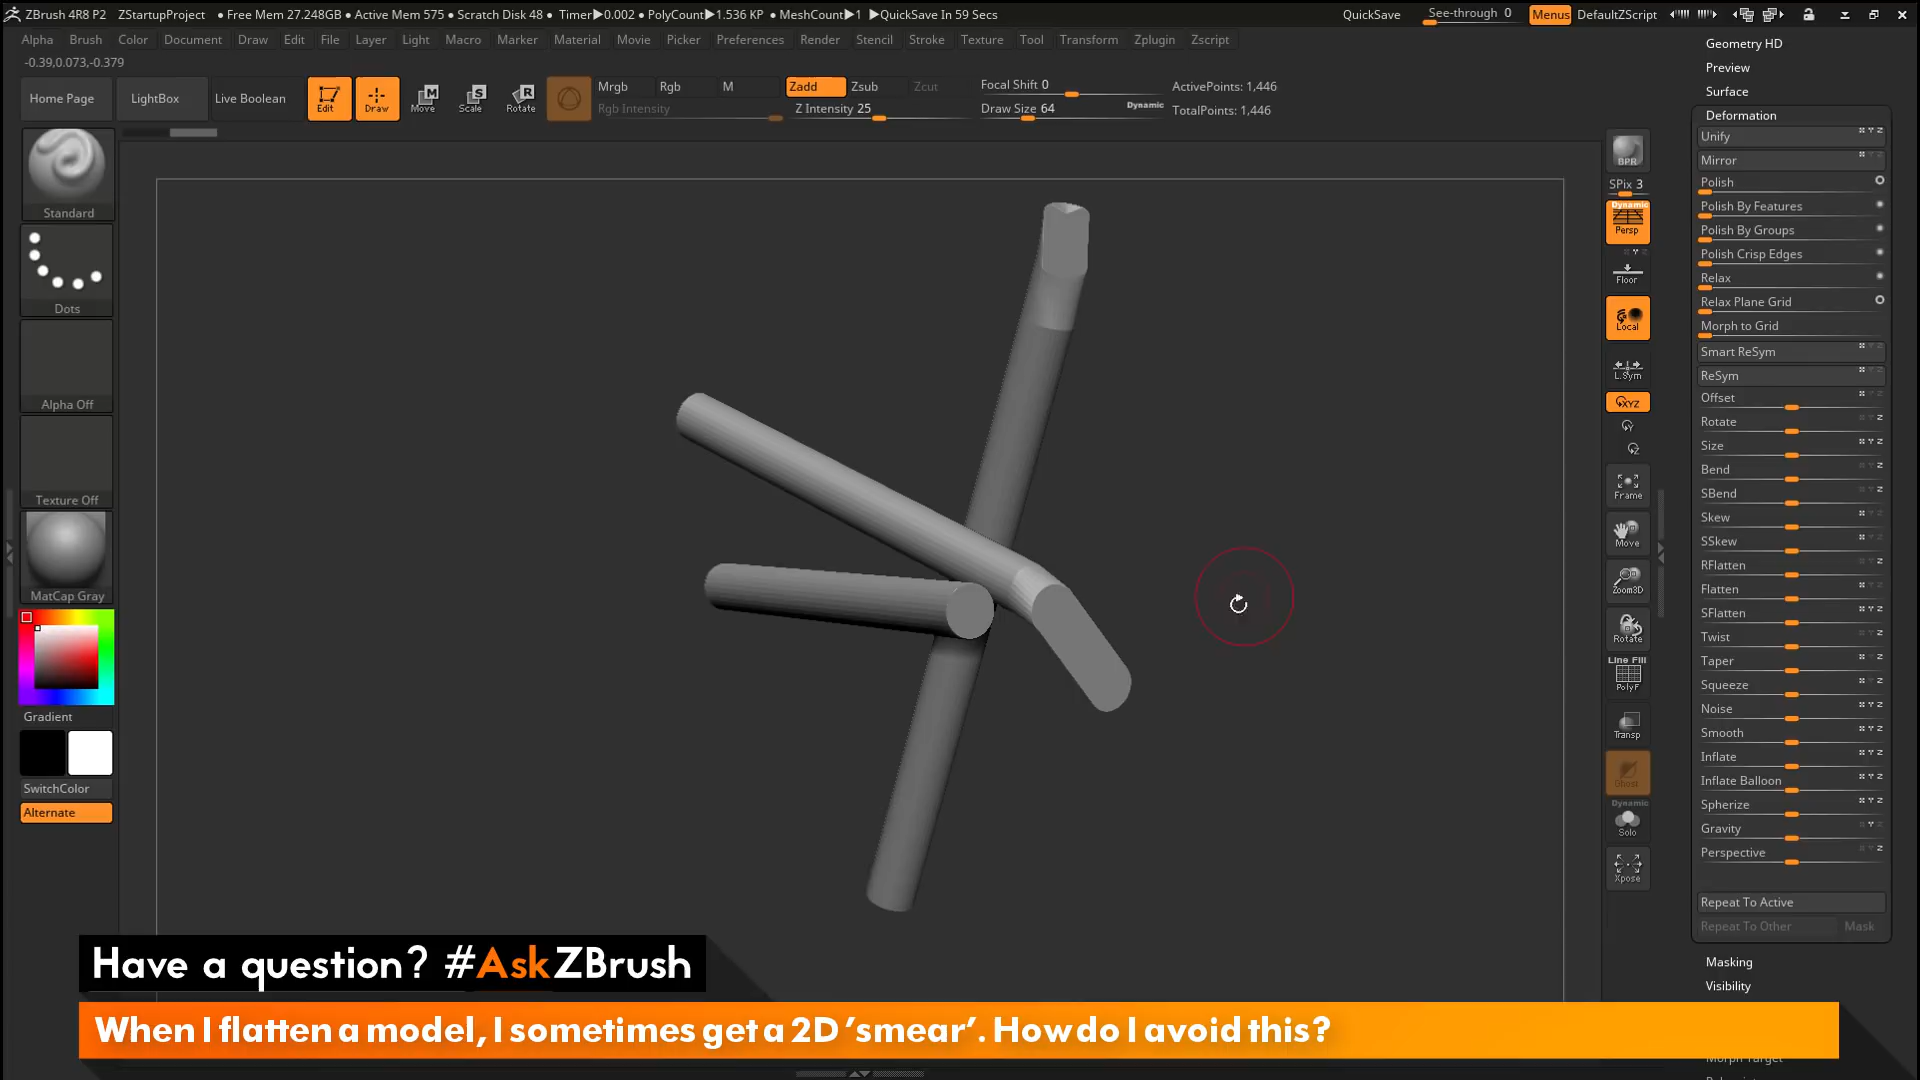 ZBrush 4R8 P2 ZStartupProject • Free Mem 27.248GB • Active Mem 575 • Scratch Disk 48 • Timer▶0.002 • PolyCount▶1.536 KP • MeshCount▶1 ▶QuickSave In 59 Secs QuickSave See-through 0 Menus DefaultZScript
Alpha Brush Color Document Draw Edit File Layer Light Macro Marker Material Movie Picker Preferences Render Stencil Stroke Texture Tool Transform Zplugin Zscript
-0.39,0.073,-0.379
Home Page LightBox Live Boolean Edit Draw Move Scale Rotate
Mrgb Rgb M Zadd Zsub Zcut
Rgb Intensity Z Intensity 25
Focal Shift 0
Draw Size 64 Dynamic
ActivePoints: 1,446
TotalPoints: 1,446
Standard
Dots
Alpha Off
Texture Off
MatCap Gray
Gradient
SwitchColor
Alternate
BPR
SPix 3
Dynamic
Persp
Floor
Local
L.Sym
XYZ
Frame
Move
Zoom3D
Rotate
Line Fill
PolyF
Transp
Ghost
Dynamic
Solo
Xpose
Geometry HD
Preview
Surface
Deformation
Unify
Mirror
Polish
Polish By Features
Polish By Groups
Polish Crisp Edges
Relax
Relax Plane Grid
Morph to Grid
Smart ReSym
ReSym
Offset
Rotate
Size
Bend
SBend
Skew
SSkew
RFlatten
Flatten
SFlatten
Twist
Taper
Squeeze
Noise
Smooth
Inflate
Inflate Balloon
Spherize
Gravity
Perspective
Repeat To Active
Repeat To Other Mask
Masking
Visibility
Morph Target
Have a question? #AskZBrush
When I flatten a model, I sometimes get a 2D 'smear'. How do I avoid this?